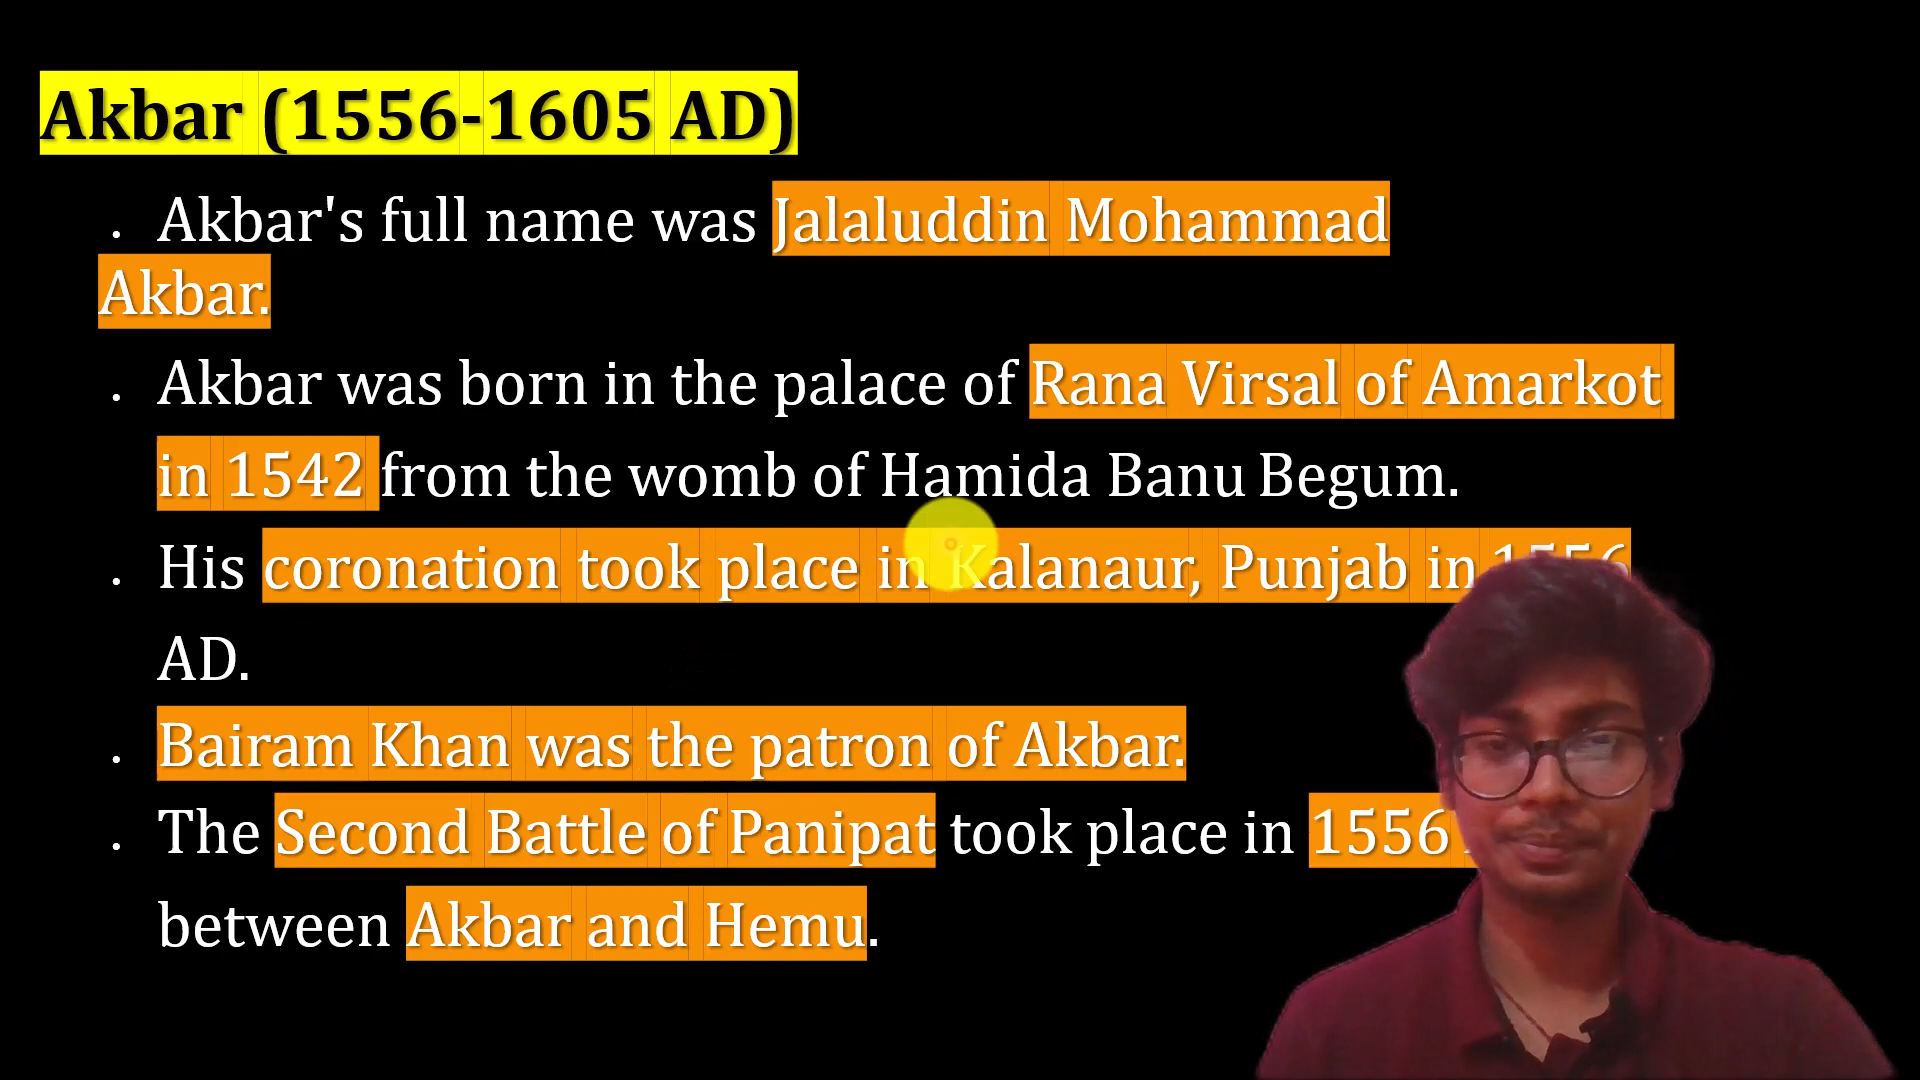 Akbar (1556-1605 AD)
. Akbar's full name was Jalaluddin Mohammad
Akbar.
. Akbar was born in the palace of Rana Virsal of Amarkot
in 1542 from the womb of Hamida Banu Begum.
. His coronation took place in Kalanaur, Punjab in 1556
AD.
. Bairam Khan was the patron of Akbar.
. The Second Battle of Panipat took place in 1556
between Akbar and Hemu.